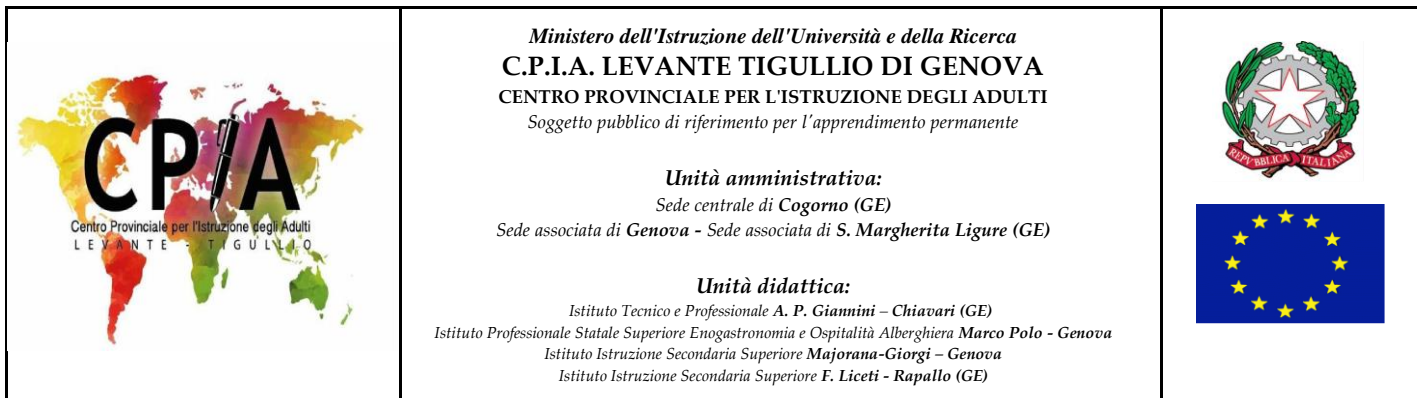 CPIA
Centro Provinciale per l'Istruzione degli Adulti
LEVANTE - TIGULLIO
Ministero dell'Istruzione dell'Università e della Ricerca
C.P.I.A. LEVANTE TIGULLIO DI GENOVA
CENTRO PROVINCIALE PER L'ISTRUZIONE DEGLI ADULTI
Soggetto pubblico di riferimento per l'apprendimento permanente
Unità amministrativa:
Sede centrale di Cogorno (GE)
Sede associata di Genova - Sede associata di S. Margherita Ligure (GE)
Unità didattica:
Istituto Tecnico e Professionale A. P. Giannini – Chiavari (GE)
Istituto Professionale Statale Superiore Enogastronomia e Ospitalità Alberghiera Marco Polo - Genova
Istituto Istruzione Secondaria Superiore Majorana-Giorgi – Genova
Istituto Istruzione Secondaria Superiore F. Liceti - Rapallo (GE)
REPVBBLICA ITALIANA